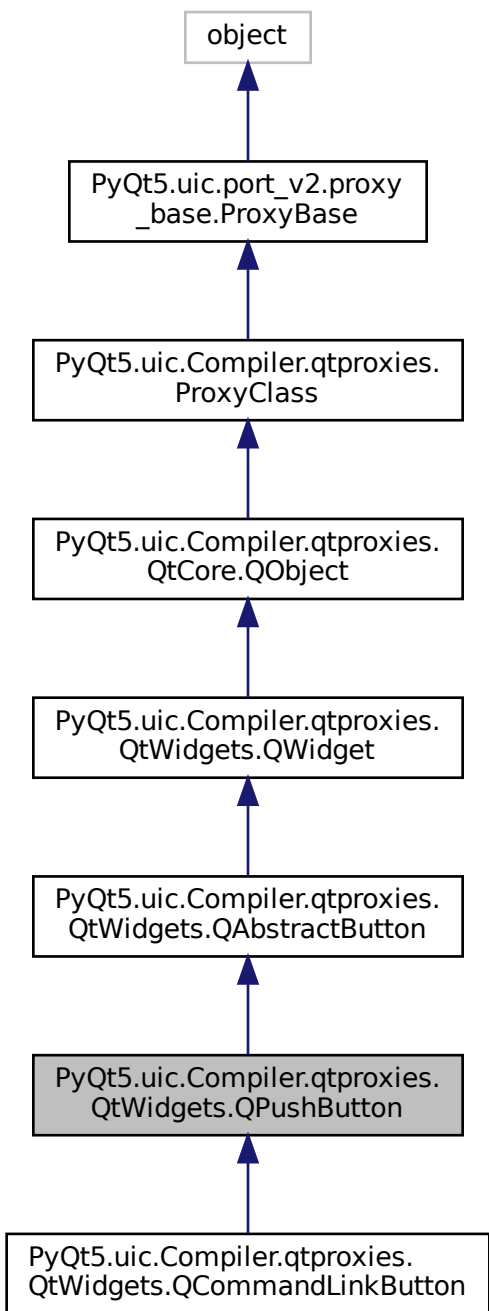 object
PyQt5.uic.port_v2.proxy
_base.ProxyBase
PyQt5.uic.Compiler.qtproxies.
ProxyClass
PyQt5.uic.Compiler.qtproxies.
QtCore.QObject
PyQt5.uic.Compiler.qtproxies.
QtWidgets.QWidget
PyQt5.uic.Compiler.qtproxies.
QtWidgets.QAbstractButton
PyQt5.uic.Compiler.qtproxies.
QtWidgets.QPushButton
PyQt5.uic.Compiler.qtproxies.
QtWidgets.QCommandLinkButton